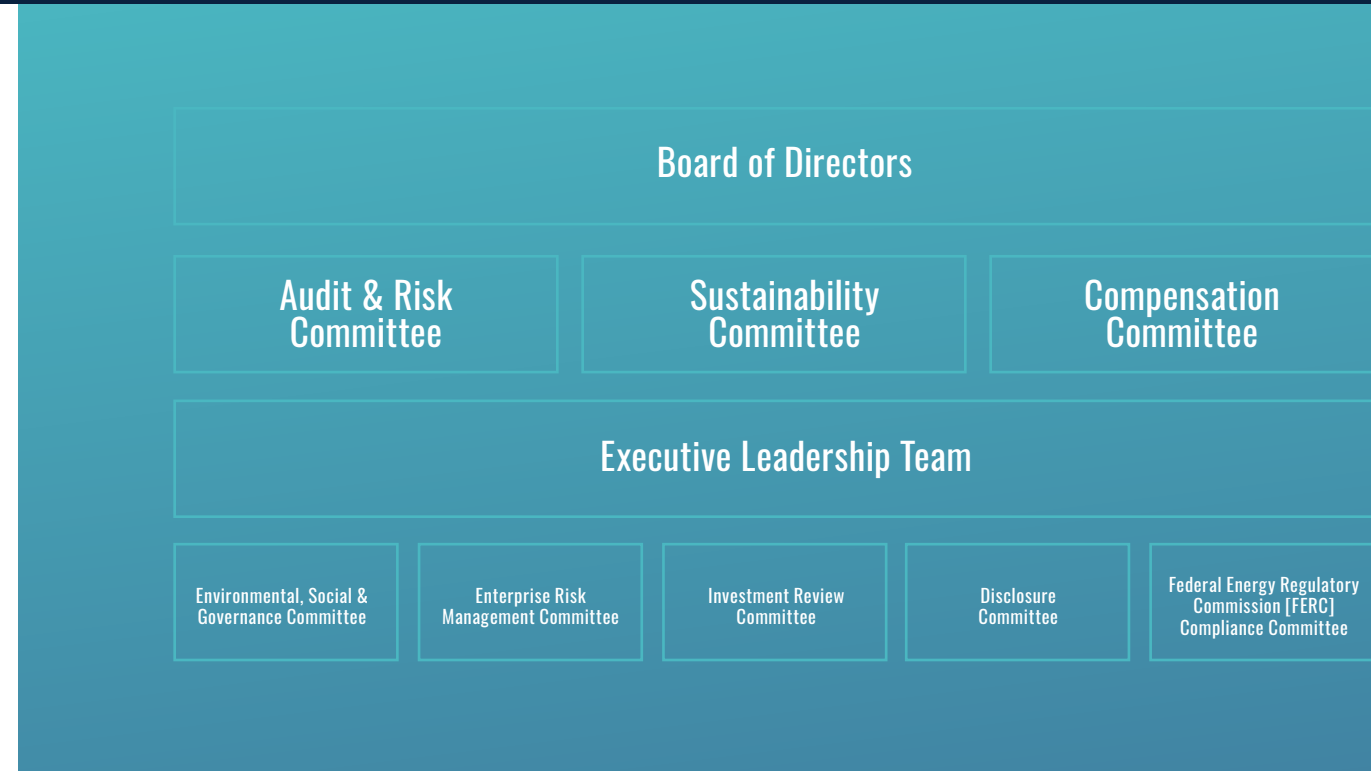 Board of Directors
Audit & Risk
Committee
Sustainability
Committee
Compensation
Committee
Executive Leadership Team
Environmental, Social &
Governance Committee
Enterprise Risk
Management Committee
Investment Review
Committee
Disclosure
Committee
Federal Energy Regulatory
Commission [FERC]
Compliance Committee